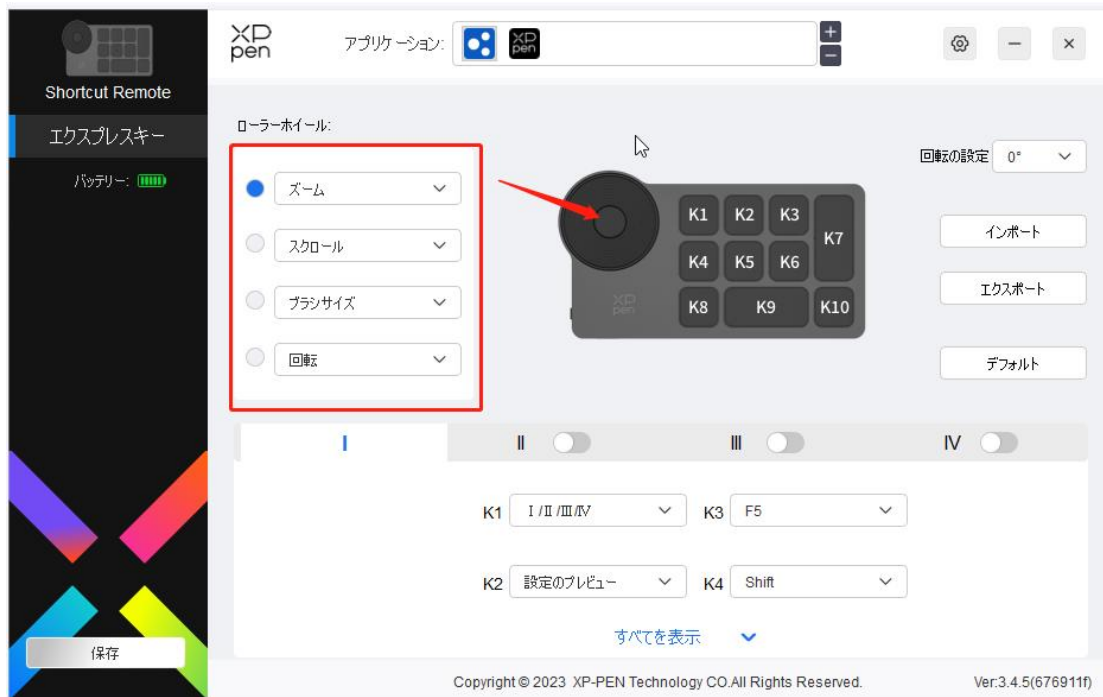 XP
pen
アプリケーション:
XP
pen
+
-
Shortcut Remote
エクスプレスキー
バッテリー:
ローラーホイール:
ズーム
スクロール
ブラシサイズ
回転
K1 K2 K3
K7
K4 K5 K6
K8 K9 K10
XP
pen
回転の設定 0°
インポート
エクスポート
デフォルト
I II III IV
K1 I/II/III/IV K3 F5
K2 設定のプレビュー K4 Shift
すべてを表示
保存
Copyright © 2023 XP-PEN Technology CO.All Rights Reserved. Ver:3.4.5(676911f)